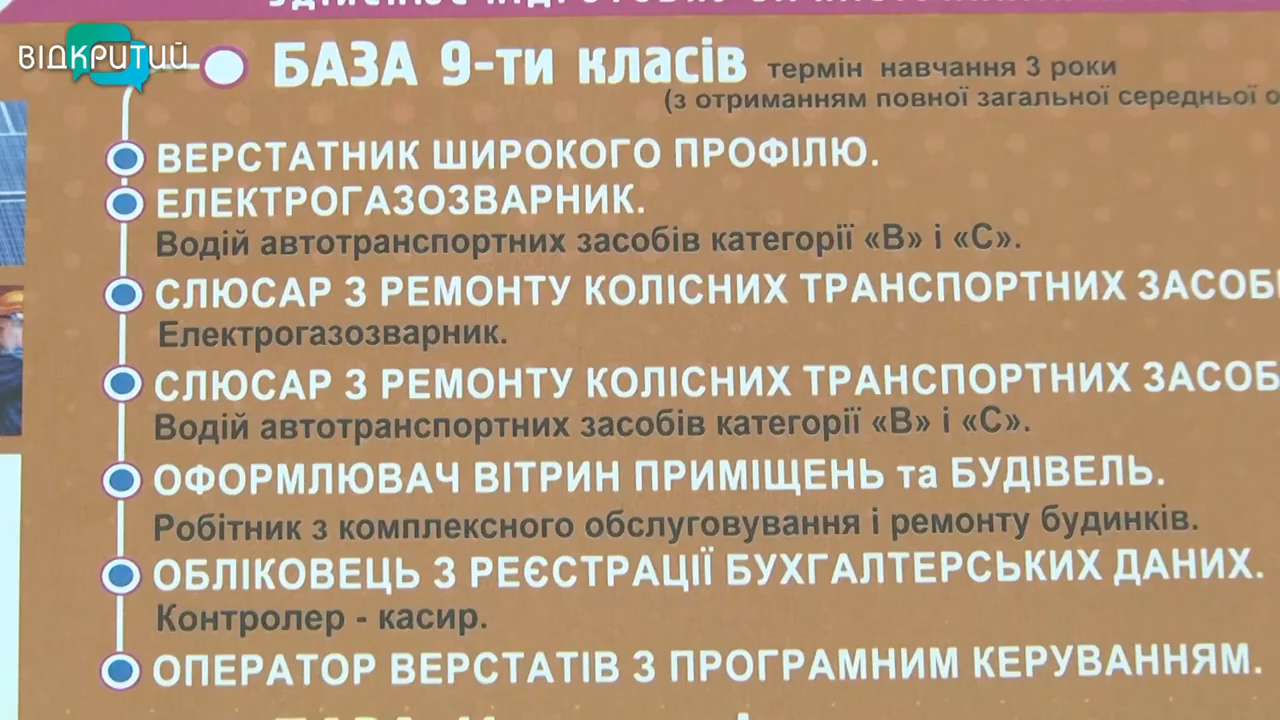 ВІДКРИТИЙ
БАЗА 9-ти класів термін навчання 3 роки
(з отриманням повної загальної середньої
ВЕРСТАТНИК ШИРОКОГО ПРОФІЛЮ.
ЕЛЕКТРОГАЗОЗВАРНИК.
Водій автотранспортних засобів категорії «В» і «С».
СЛЮСАР З РЕМОНТУ КОЛІСНИХ ТРАНСПОРТНИХ ЗАСОБІ
Електрогазозварник.
СЛЮСАР З РЕМОНТУ КОЛІСНИХ ТРАНСПОРТНИХ ЗАСОБ
Водій автотранспортних засобів категорії «В» і «С».
ОФОРМЛЮВАЧ ВІТРИН ПРИМІЩЕНЬ та БУДІВЕЛЬ.
Робітник з комплексного обслуговування і ремонту будинків.
ОБЛІКОВЕЦЬ З РЕЄСТРАЦІЇ БУХГАЛТЕРСЬКИХ ДАНИХ.
Контролер - касир.
ОПЕРАТОР ВЕРСТАТІВ З ПРОГРАМНИМ КЕРУВАННЯМ.